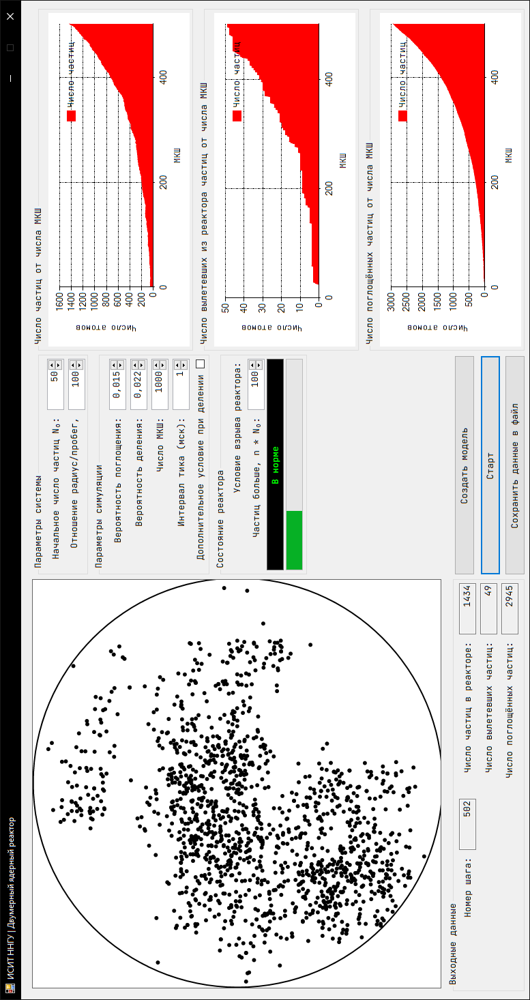 ИСИТ ННГУ | Двумерный ядерный реактор
Параметры системы
Начальное число частиц N₀: 50
Отношение радиус/пробег, 100
Параметры симуляции
Вероятность поглощения: 0,015
Вероятность деления: 0,022
Число МКШ: 1000
Интервал тика (мск): 1
Дополнительное условие при делении
Состояние реактора
Условие взрыва реактора:
Частиц больше, n * N₀: 100
В норме
Создать модель
Старт
Сохранить данные в файл
Выходные данные
Номер шага: 502
Число частиц в реакторе: 1434
Число вылетевших частиц: 49
Число поглощённых частиц: 2945
Число частиц от числа МКШ
Число атомов
1600
1400
1200
1000
800
600
400
200
0
Число частиц
0 200 400
МКШ
Число вылетевших из реактора частиц от числа МКШ
Число атомов
50
40
30
20
10
0
Число частиц
0 200 400
МКШ
Число поглощённых частиц от числа МКШ
Число атомов
3000
2500
2000
1500
1000
500
0
Число частиц
0 200 400
МКШ